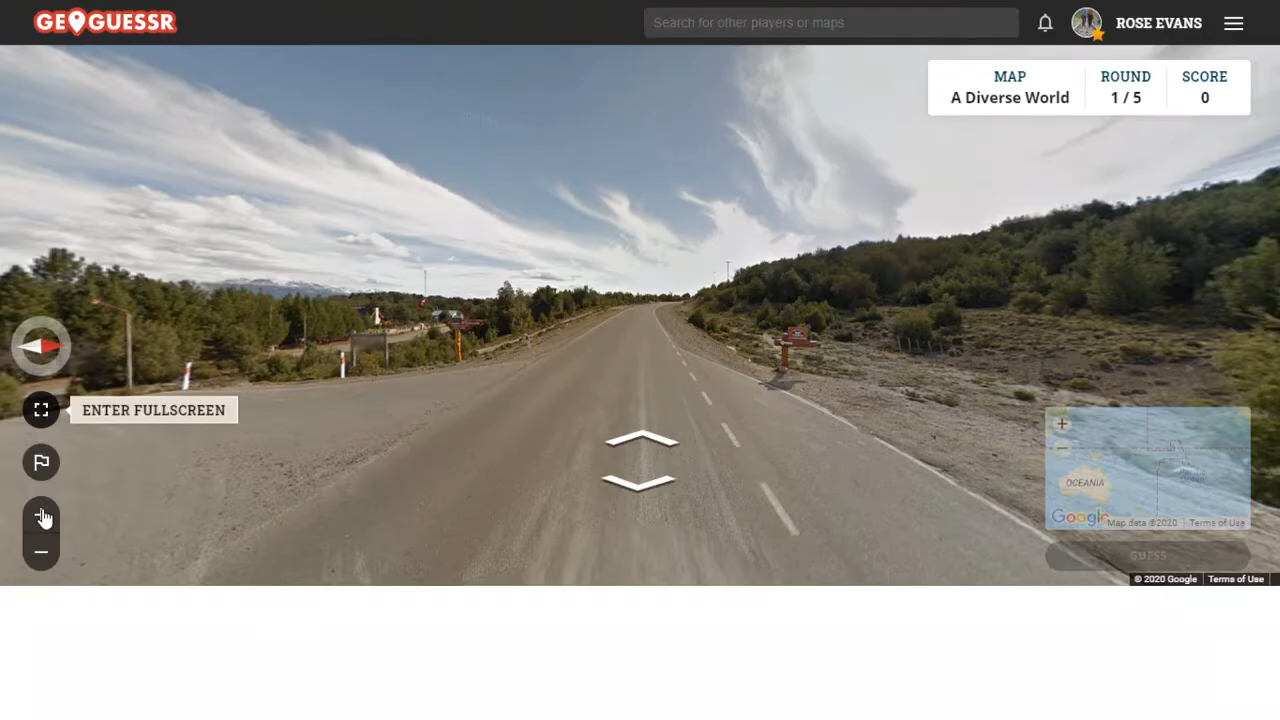 GEOGUESSR
Search for other players or maps
ROSE EVANS
MAP
A Diverse World
ROUND
1 / 5
SCORE
0
ENTER FULLSCREEN
OCEANIA
Google
Map data ©2020
Terms of Use
GUESS
© 2020 Google
Terms of Use